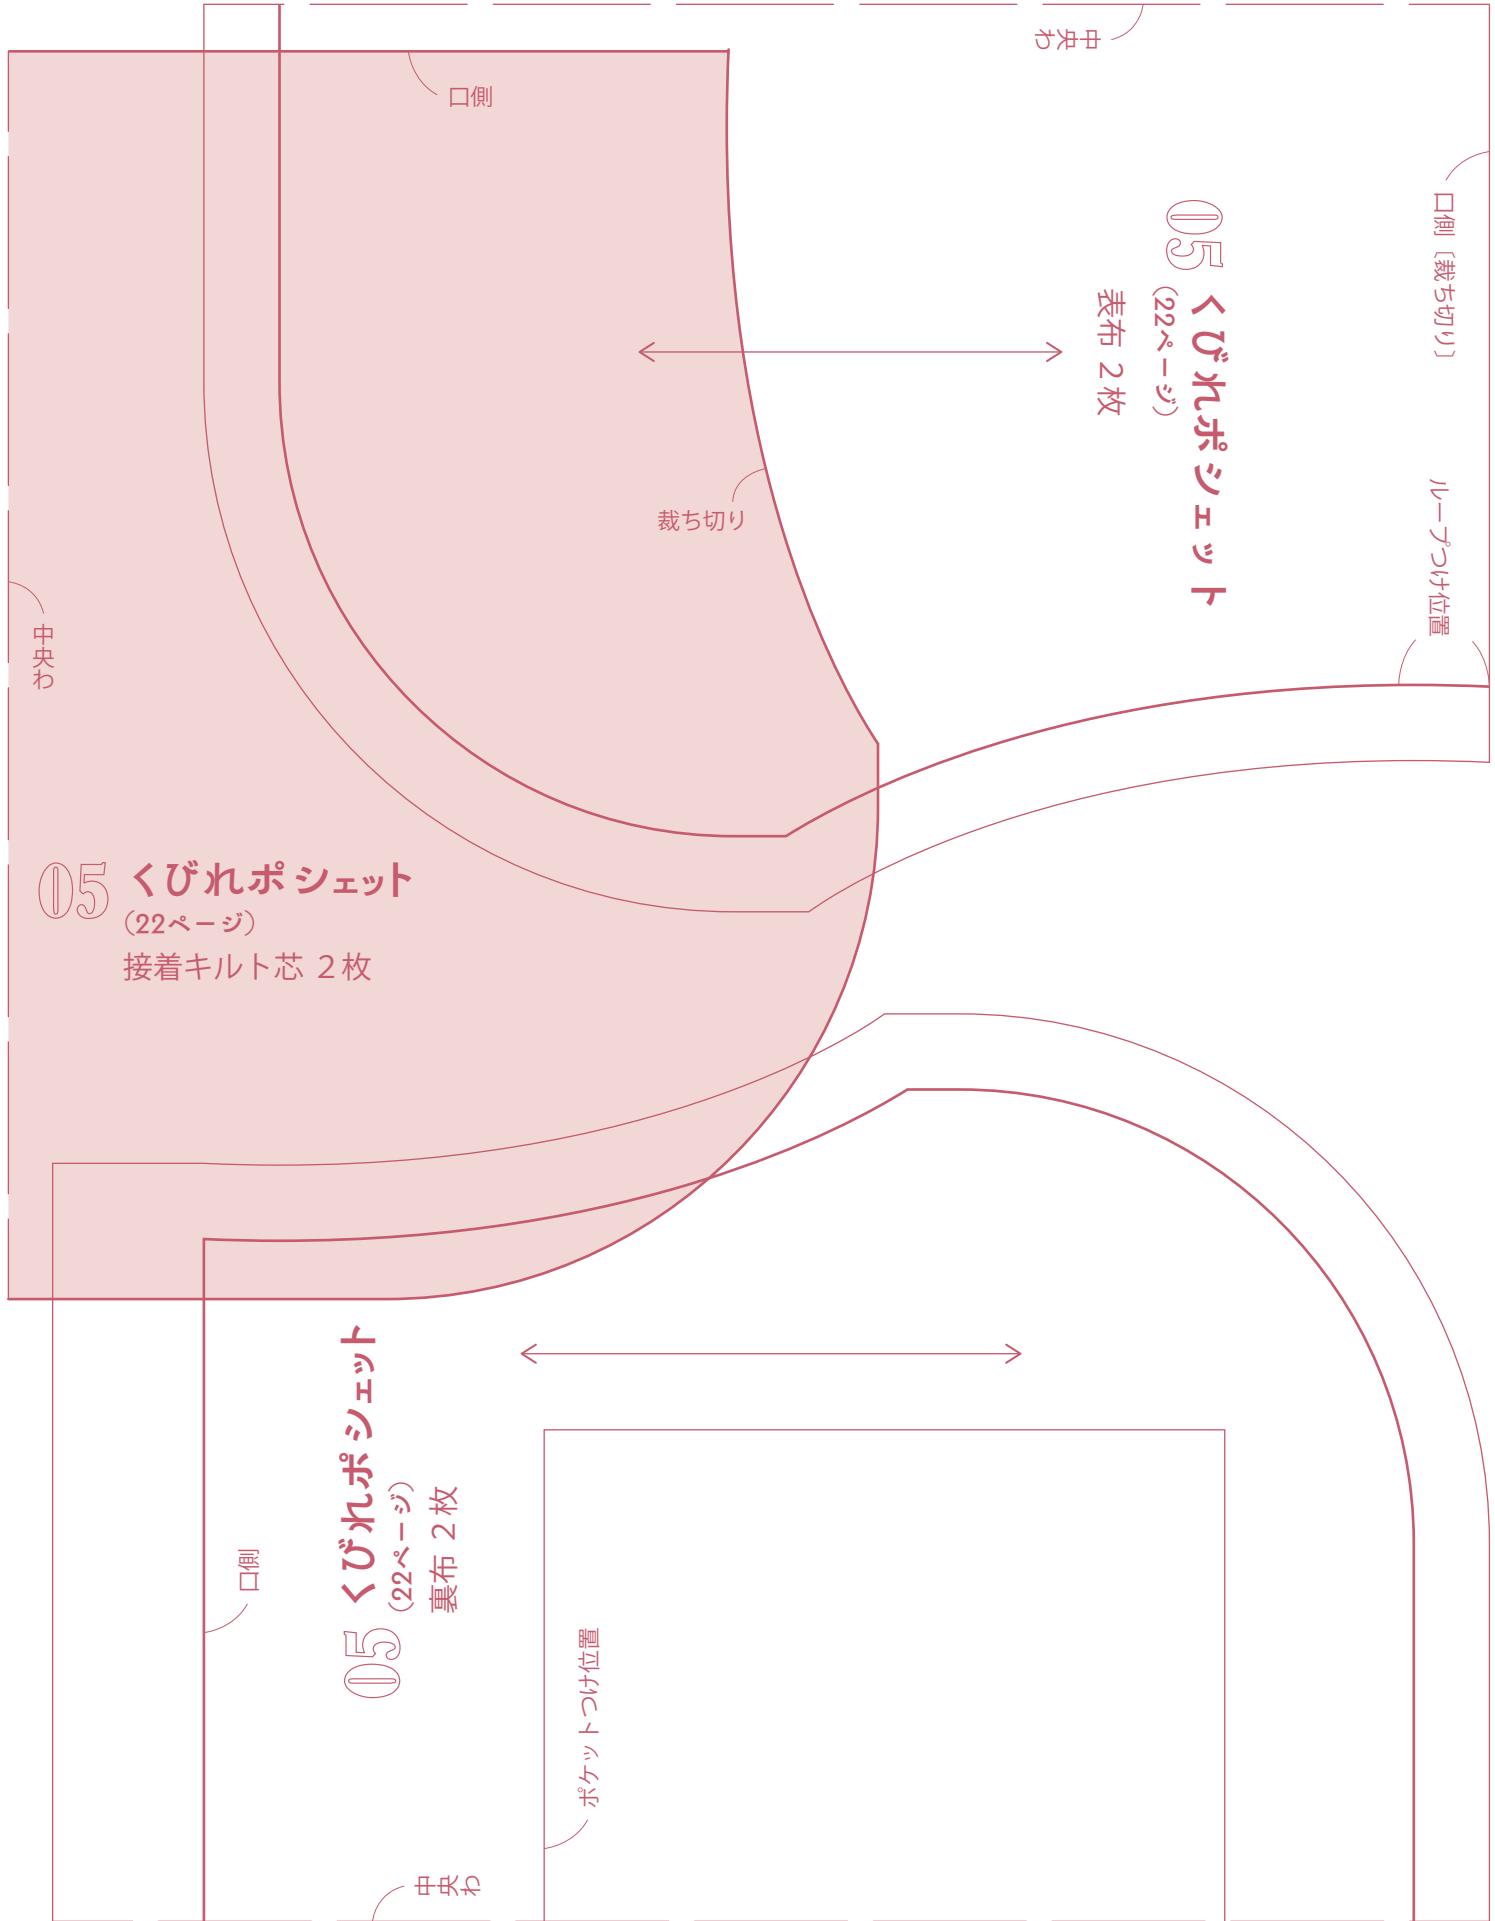 中央
わ
口側
口側〔裁ち切り〕
05 くびれポシェット
(22ページ)
表布 2枚
ループつけ位置
裁ち切り
中央
わ
05 くびれポシェット
(22ページ)
接着キルト芯 2枚
05 くびれポシェット
(22ページ)
裏布 2枚
口側
ポケットつけ位置
中央
わ